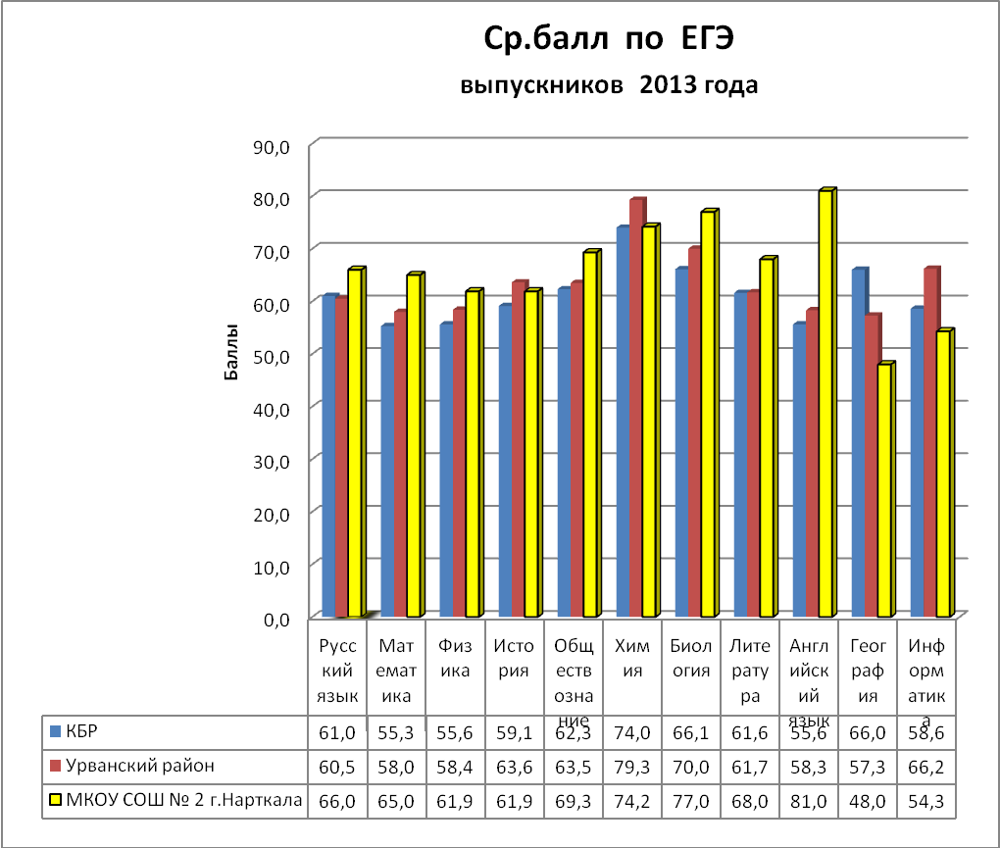 Ср.балл по ЕГЭ
выпускников 2013 года
Баллы
90,0
80,0
70,0
60,0
50,0
40,0
30,0
20,0
10,0
0,0
Русс
кий
язык
Мат
емат
ика
Физ
ика
Исто
рия
Общ
еств
озна
ние
Хим
ия
Биол
огия
Лите
рату
ра
Англ
ийск
ий
язык
Геог
раф
ия
Инф
орм
атик
а
КБР 61,0 55,3 55,6 59,1 62,3 74,0 66,1 61,6 55,6 66,0 58,6
Урванский район 60,5 58,0 58,4 63,6 63,5 79,3 70,0 61,7 58,3 57,3 66,2
МКОУ СОШ № 2 г.Нарткала 66,0 65,0 61,9 61,9 69,3 74,2 77,0 68,0 81,0 48,0 54,3